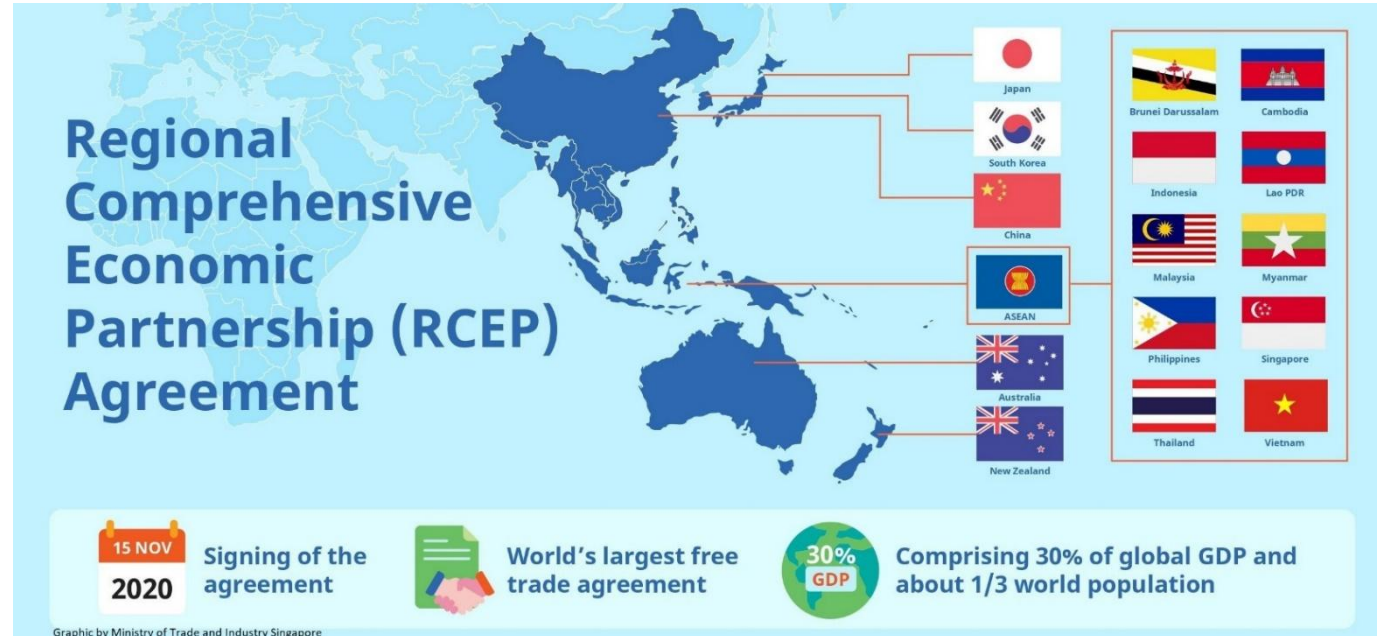 Regional
Comprehensive
Economic
Partnership (RCEP)
Agreement
Japan
South Korea
China
ASEAN
Australia
New Zealand
Brunei Darussalam
Cambodia
Indonesia
Lao PDR
Malaysia
Myanmar
Philippines
Singapore
Thailand
Vietnam
15 NOV
2020
Signing of the
agreement
World's largest free
trade agreement
30%
GDP
Comprising 30% of global GDP and
about 1/3 world population
Graphic by Ministry of Trade and Industry Singapore